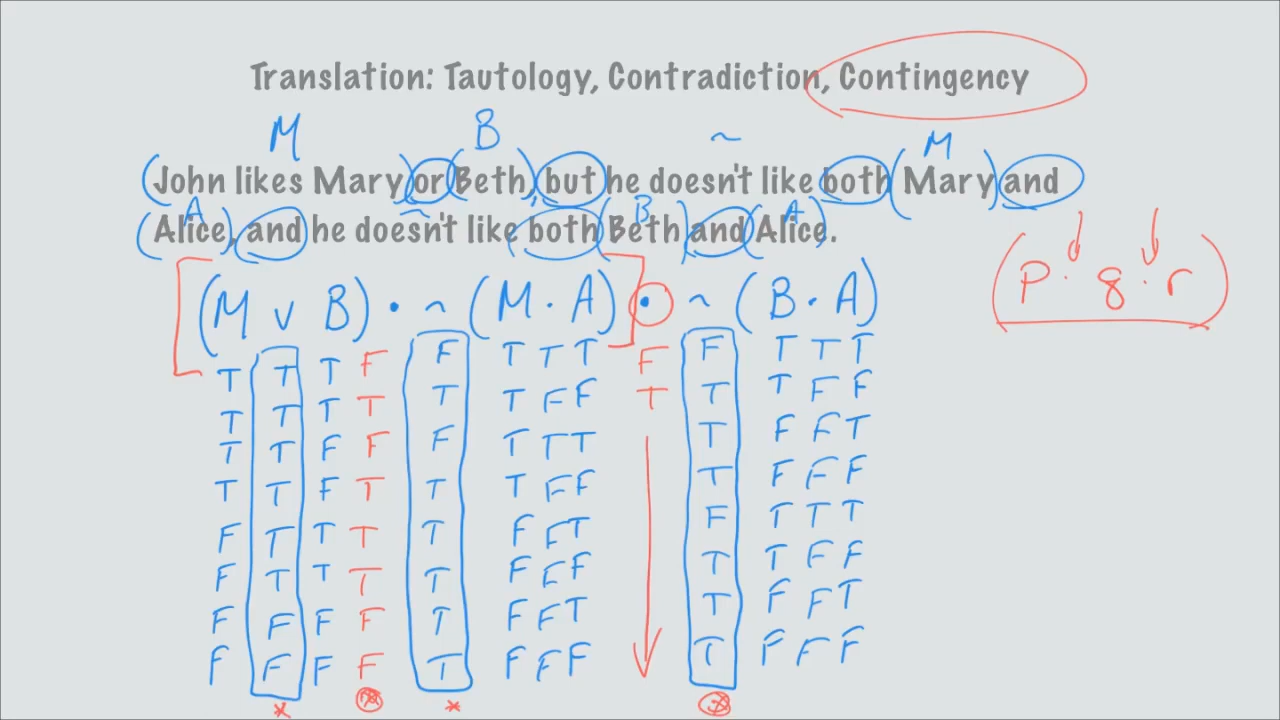 Translation: Tautology, Contradiction, Contingency
M B ~ M
John likes Mary or Beth, but he doesn't like both Mary and
A ~ B A
Alice, and he doesn't like both Beth and Alice.
(p · q · r)
[(M v B) · ~ (M · A)] · ~ (B · A)
T T T F F T T T F F T T T
T T T T T T F F T T T F F
T T F F F T T T T F F T
T T F T T T F F T F F F
F T T T T F F T F T T T
F T T T T F F F T T F F
F F F F T F F T T F F T
F F F F T F F F T F F F